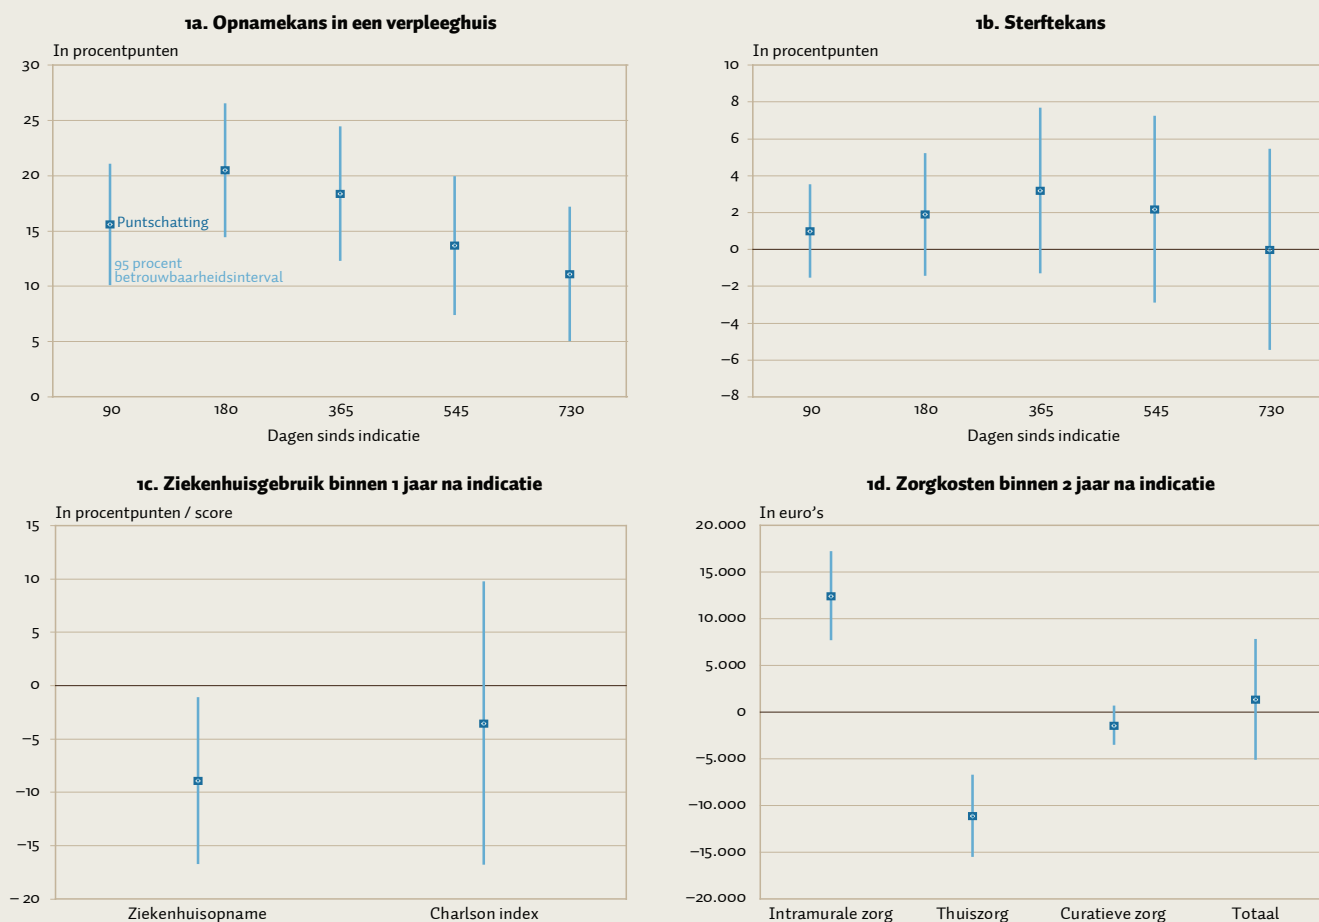 1a. Opnamekans in een verpleeghuis
In procentpunten
30
25
20
15
10
5
0
Puntschatting
95 procent
betrouwbaarheidsinterval
90 180 365 545 730
Dagen sinds indicatie
1b. Sterftekans
In procentpunten
10
8
6
4
2
0
−2
−4
−6
−8
90 180 365 545 730
Dagen sinds indicatie
1c. Ziekenhuisgebruik binnen 1 jaar na indicatie
In procentpunten / score
15
10
5
0
−5
−10
−15
−20
Ziekenhuisopname Charlson index
1d. Zorgkosten binnen 2 jaar na indicatie
In euro's
20.000
15.000
10.000
5.000
0
−5.000
−10.000
−15.000
−20.000
Intramurale zorg Thuiszorg Curatieve zorg Totaal